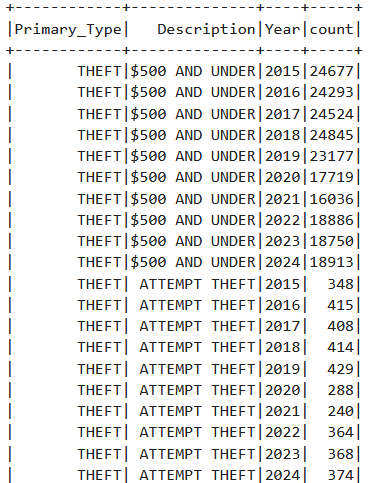 +------------+--------------+----+-----+
|Primary_Type|   Description|Year|count|
+------------+--------------+----+-----+
|       THEFT|$500 AND UNDER|2015|24677|
|       THEFT|$500 AND UNDER|2016|24293|
|       THEFT|$500 AND UNDER|2017|24524|
|       THEFT|$500 AND UNDER|2018|24845|
|       THEFT|$500 AND UNDER|2019|23177|
|       THEFT|$500 AND UNDER|2020|17719|
|       THEFT|$500 AND UNDER|2021|16036|
|       THEFT|$500 AND UNDER|2022|18886|
|       THEFT|$500 AND UNDER|2023|18750|
|       THEFT|$500 AND UNDER|2024|18913|
|       THEFT| ATTEMPT THEFT|2015|  348|
|       THEFT| ATTEMPT THEFT|2016|  415|
|       THEFT| ATTEMPT THEFT|2017|  408|
|       THEFT| ATTEMPT THEFT|2018|  414|
|       THEFT| ATTEMPT THEFT|2019|  429|
|       THEFT| ATTEMPT THEFT|2020|  288|
|       THEFT| ATTEMPT THEFT|2021|  240|
|       THEFT| ATTEMPT THEFT|2022|  364|
|       THEFT| ATTEMPT THEFT|2023|  368|
|       THEFT| ATTEMPT THEFT|2024|  374|